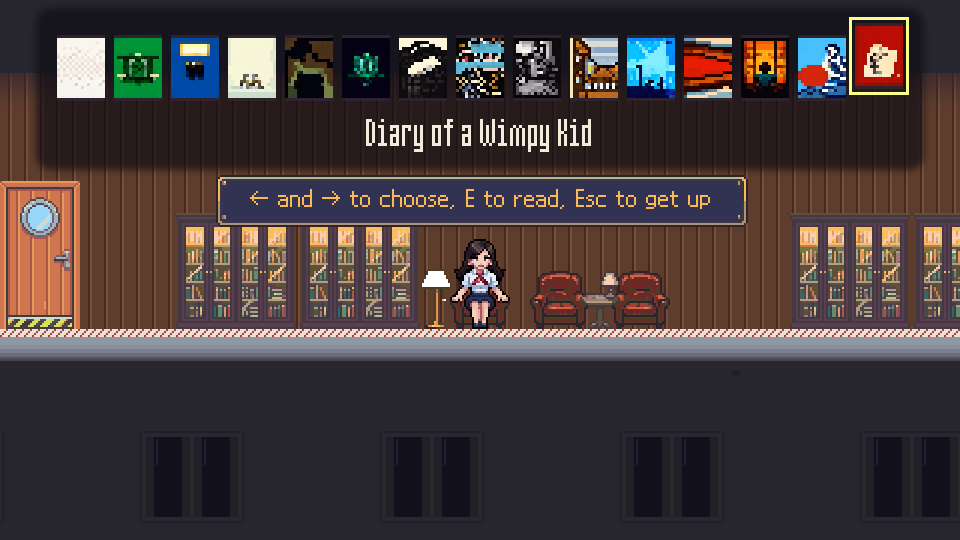 Diary of a Wimpy Kid
← and → to choose, E to read, Esc to get up